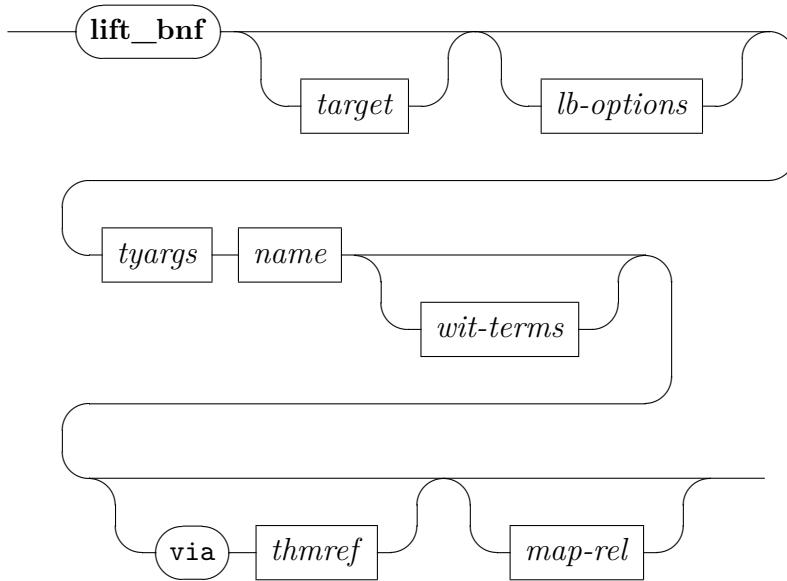 lift_bnf
target lb-options
tyargs name
wit-terms
via thmref map-rel